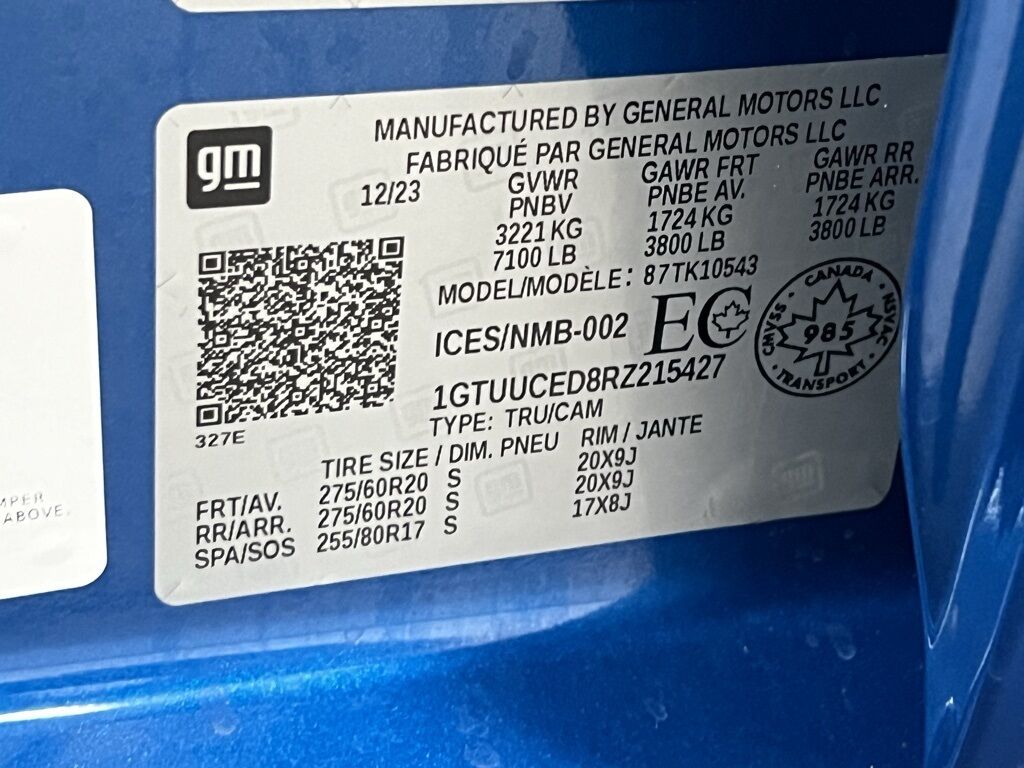 gm
MANUFACTURED BY GENERAL MOTORS LLC
FABRIQUÉ PAR GENERAL MOTORS LLC
12/23 GVWR GAWR FRT GAWR RR
PNBV PNBE AV. PNBE ARR.
3221 KG 1724 KG 1724 KG
7100 LB 3800 LB 3800 LB
MODEL/MODÈLE: 87TK10543
ICES/NMB-002 EC
CANADA
CMVSS · NSVAC
985
· TRANSPORT ·
1GTUUCED8RZ215427
TYPE: TRU/CAM
327E
TIRE SIZE / DIM. PNEU RIM / JANTE
FRT/AV. 275/60R20 S 20X9J
RR/ARR. 275/60R20 S 20X9J
SPA/SOS 255/80R17 S 17X8J
ABOVE.